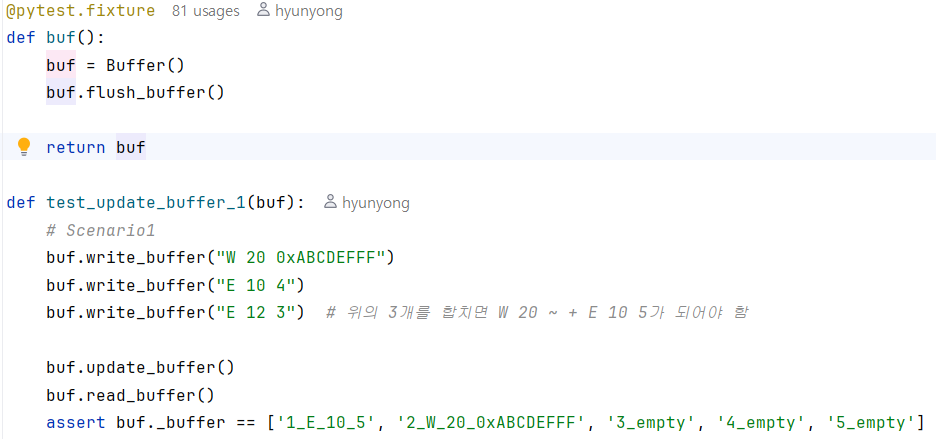 @pytest.fixture 81 usages hyunyong
def buf():
    buf = Buffer()
    buf.flush_buffer()
    return buf
def test_update_buffer_1(buf): hyunyong
    # Scenario1
    buf.write_buffer("W 20 0xABCDEFFF")
    buf.write_buffer("E 10 4")
    buf.write_buffer("E 12 3")  # 위의 3개를 합치면 W 20 ~ + E 10 5가 되어야 함
    buf.update_buffer()
    buf.read_buffer()
    assert buf._buffer == ['1_E_10_5', '2_W_20_0xABCDEFFF', '3_empty', '4_empty', '5_empty']